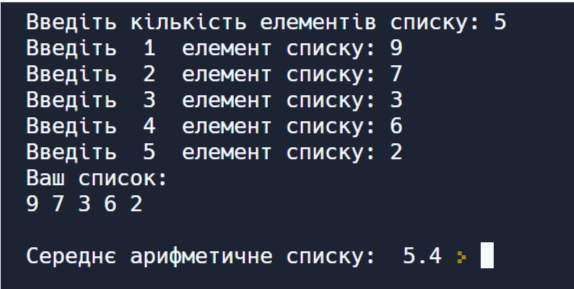 Введіть кількість елементів списку: 5
Введіть  1  елемент списку: 9
Введіть  2  елемент списку: 7
Введіть  3  елемент списку: 3
Введіть  4  елемент списку: 6
Введіть  5  елемент списку: 2
Ваш список:
9 7 3 6 2
Середнє арифметичне списку:  5.4 >